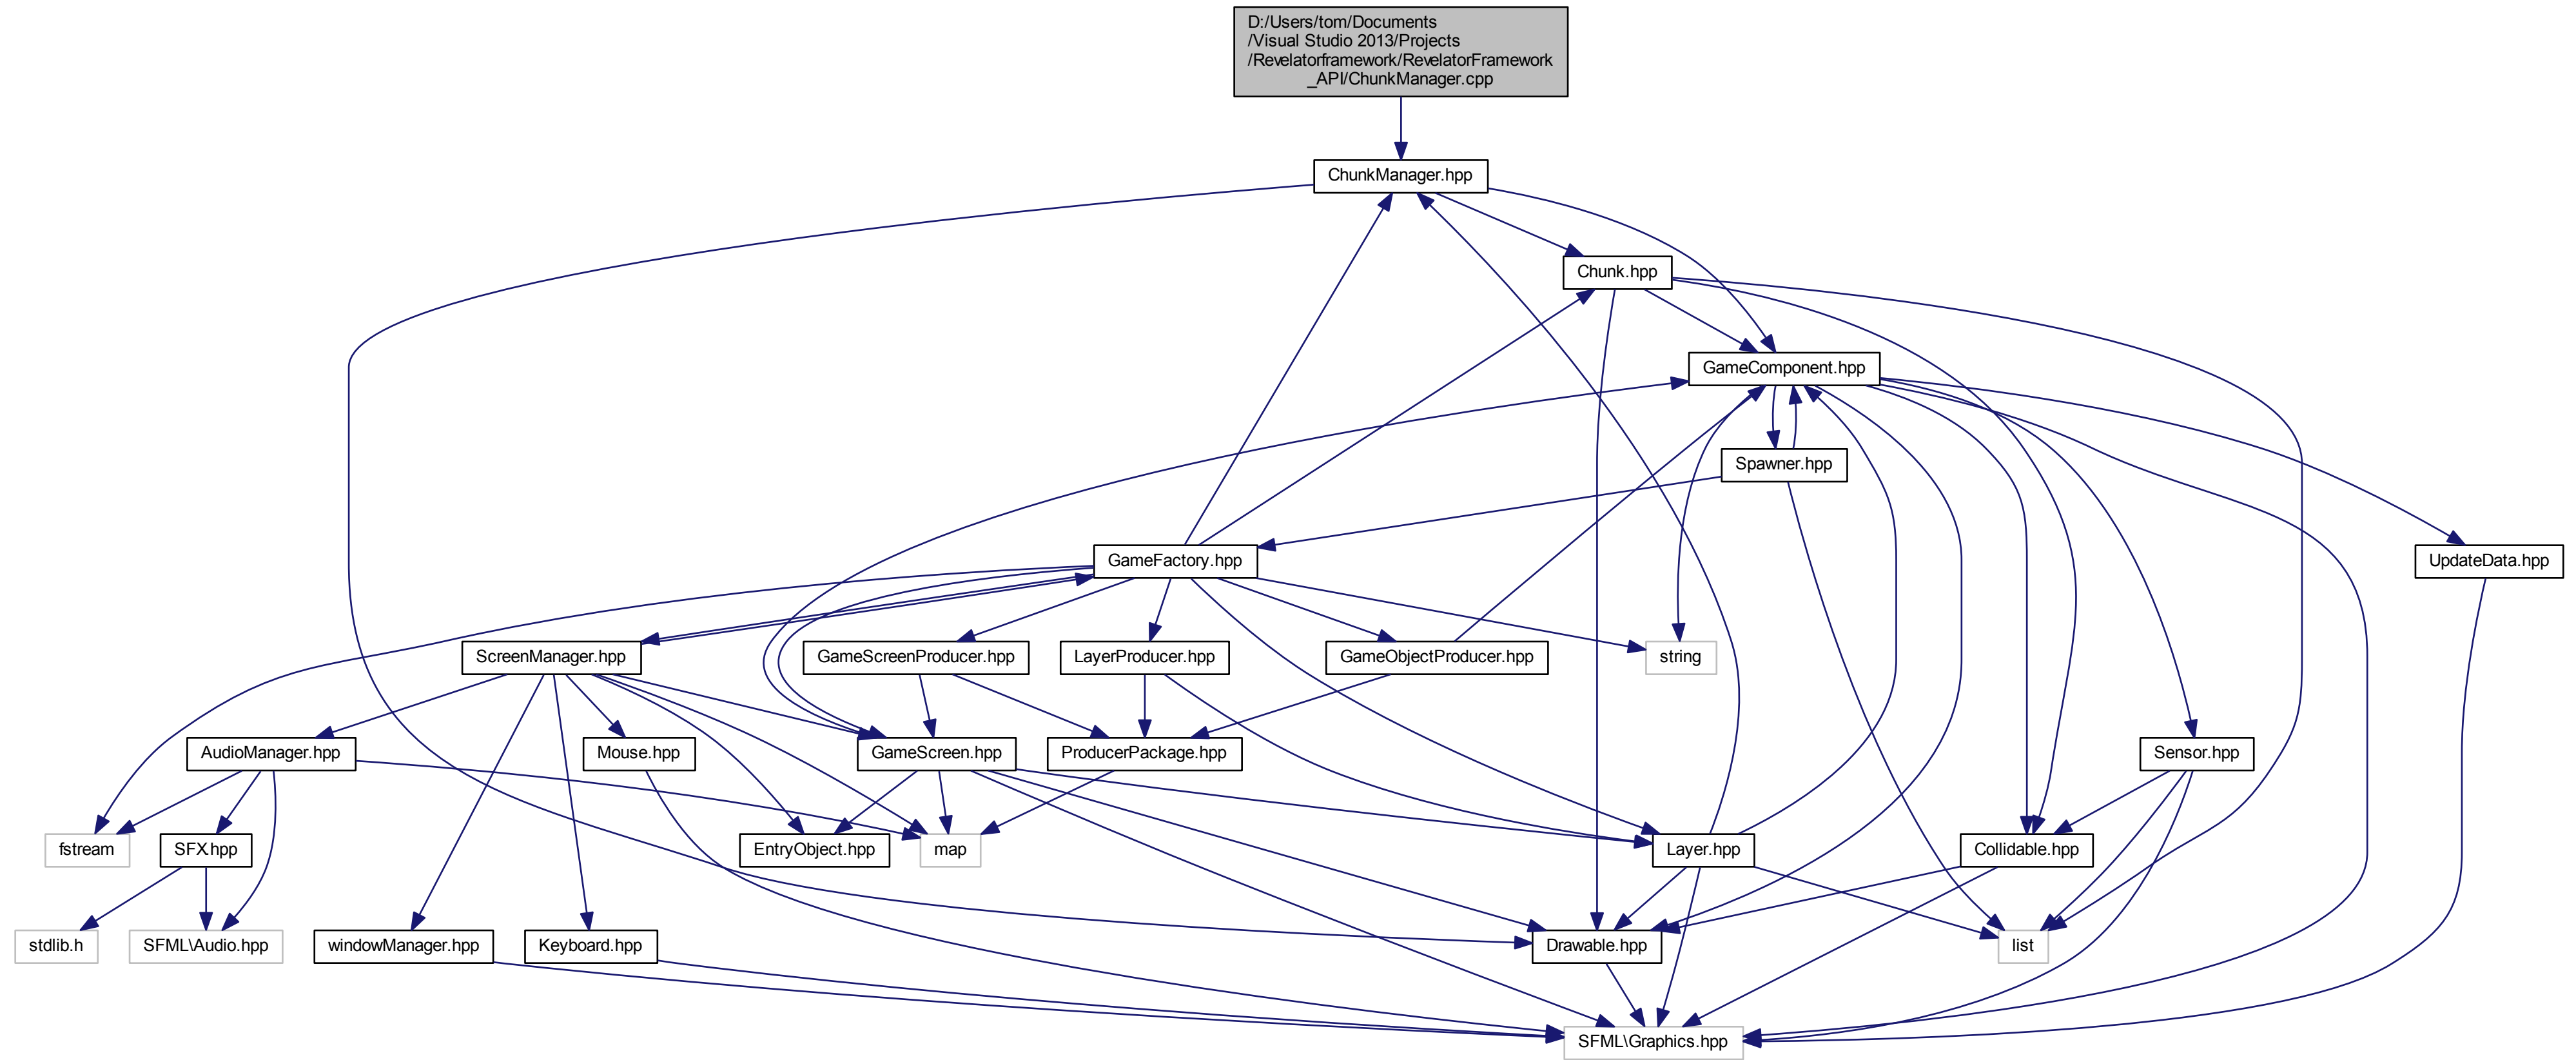 D:/Users/tom/Documents
/Visual Studio 2013/Projects
/Revelatorframework/RevelatorFramework
_API/ChunkManager.cpp
ChunkManager.hpp
Chunk.hpp
GameComponent.hpp
Spawner.hpp
GameFactory.hpp
UpdateData.hpp
ScreenManager.hpp
GameScreenProducer.hpp
LayerProducer.hpp
GameObjectProducer.hpp
string
AudioManager.hpp
Mouse.hpp
GameScreen.hpp
ProducerPackage.hpp
Sensor.hpp
fstream
SFX.hpp
EntryObject.hpp
map
Layer.hpp
Collidable.hpp
stdlib.h
SFML\Audio.hpp
windowManager.hpp
Keyboard.hpp
Drawable.hpp
list
SFML\Graphics.hpp